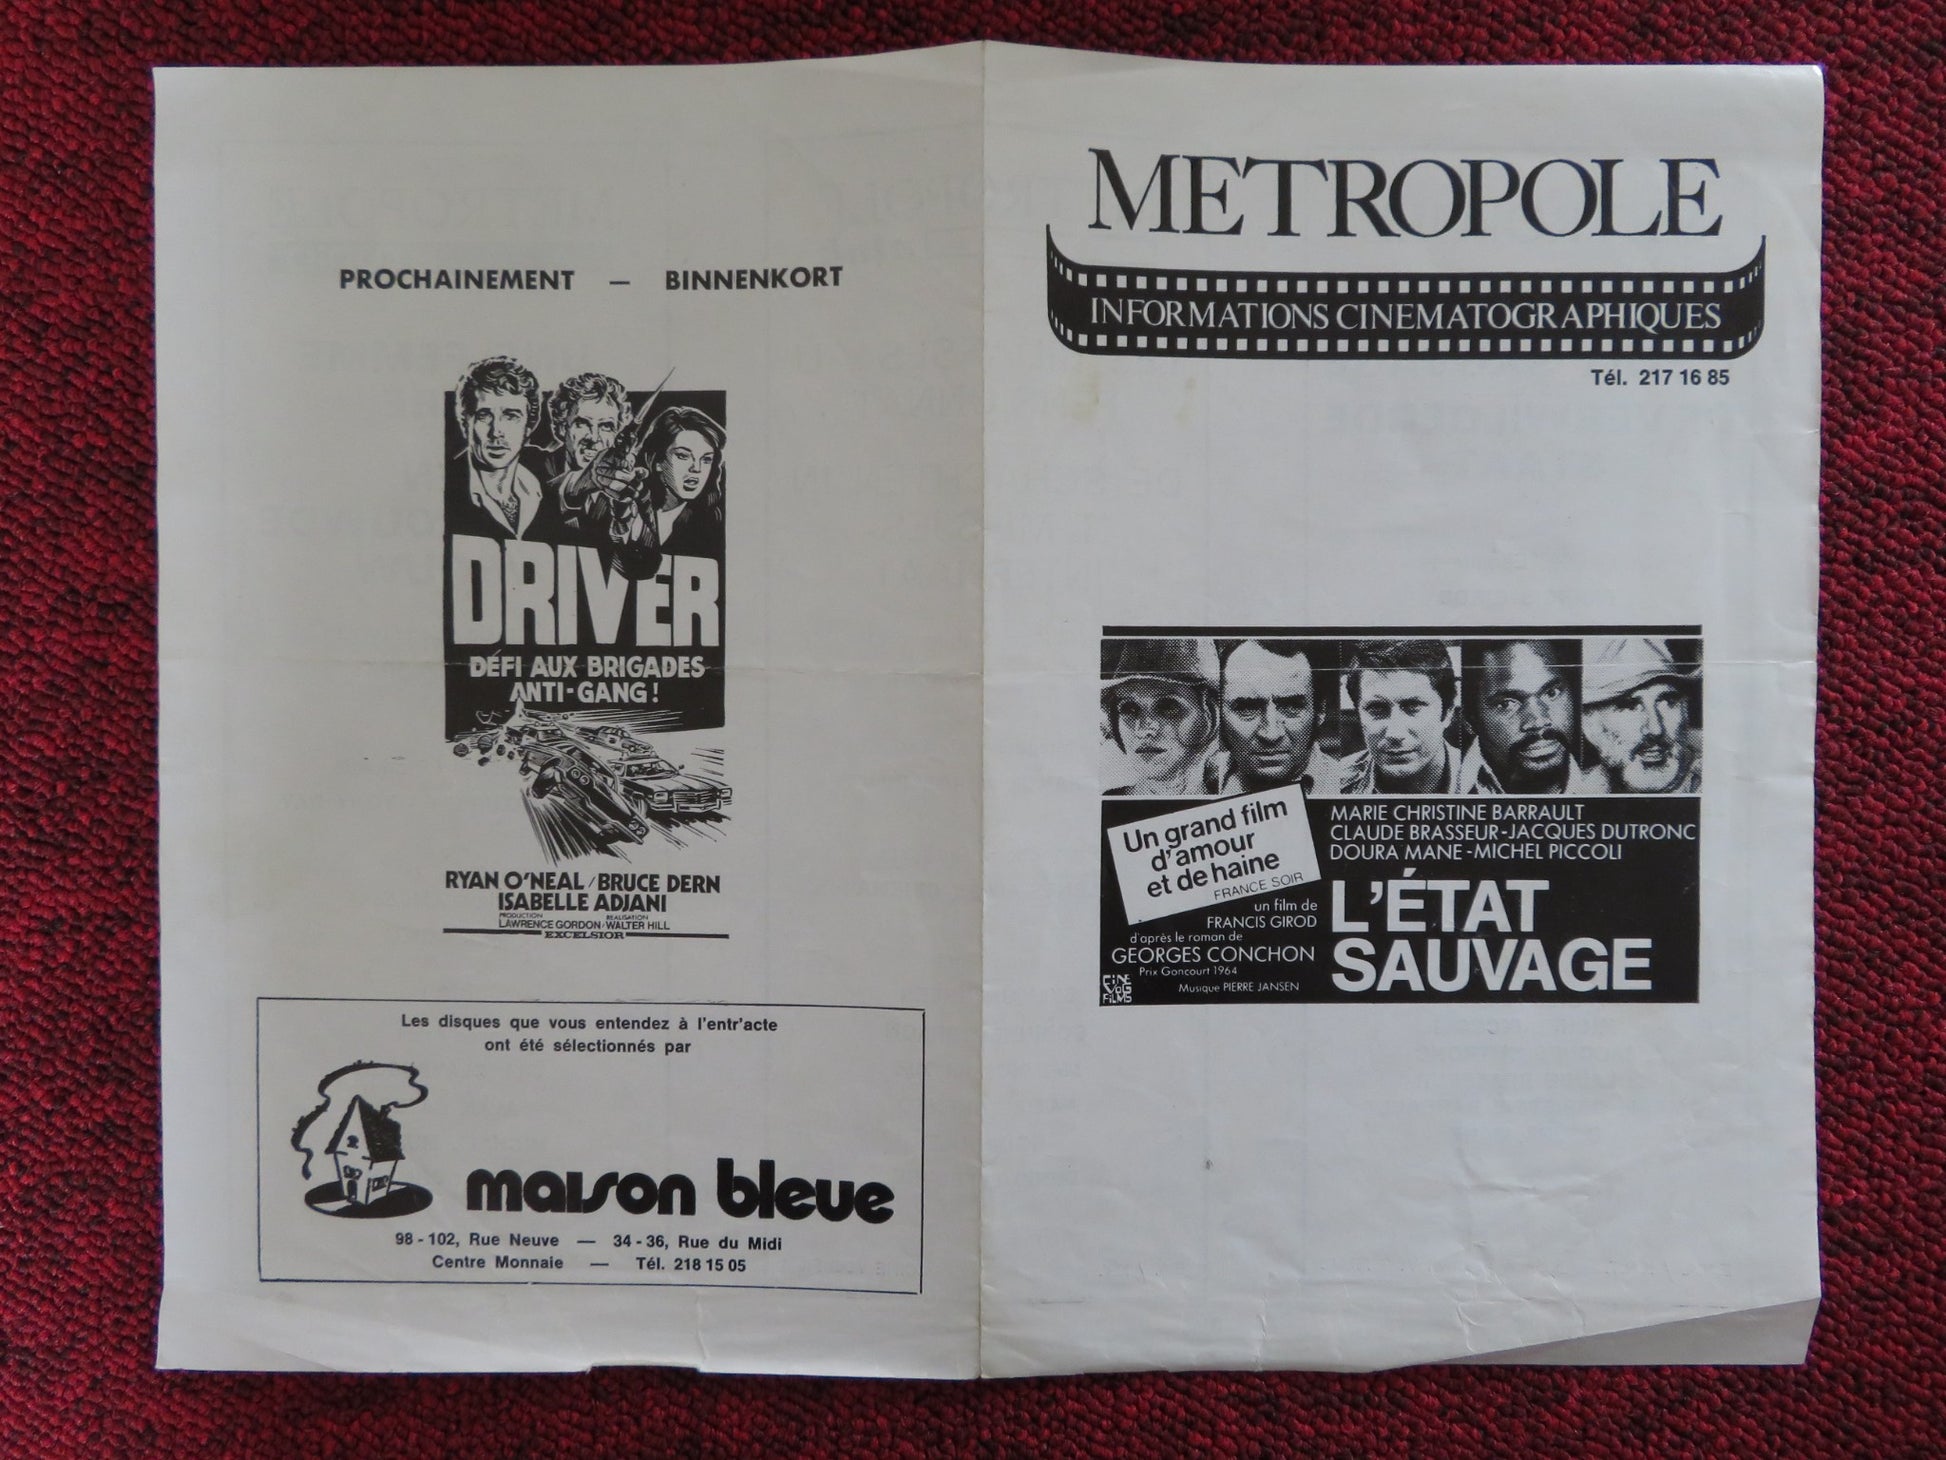 PROCHAINEMENT — BINNENKORT
DRIVER
DÉFI AUX BRIGADES
ANTI-GANG!
RYAN O'NEAL / BRUCE DERN
ISABELLE ADJANI
PRODUCTION RÉALISATION
LAWRENCE GORDON / WALTER HILL
EXCELSIOR
Les disques que vous entendez à l'entr'acte
ont été sélectionnés par
maison bleue
98 - 102, Rue Neuve — 34 - 36, Rue du Midi
Centre Monnaie — Tél. 218 15 05
METROPOLE
INFORMATIONS CINEMATOGRAPHIQUES
Tél. 217 16 85
Un grand film
d'amour
et de haine
FRANCE SOIR
MARIE CHRISTINE BARRAULT
CLAUDE BRASSEUR-JACQUES DUTRONC
DOURA MANE-MICHEL PICCOLI
un film de
FRANCIS GIROD
d'après le roman de
GEORGES CONCHON
Prix Goncourt 1964
Musique PIERRE JANSEN
L'ÉTAT
SAUVAGE
CINÉ
VOG
FILMS